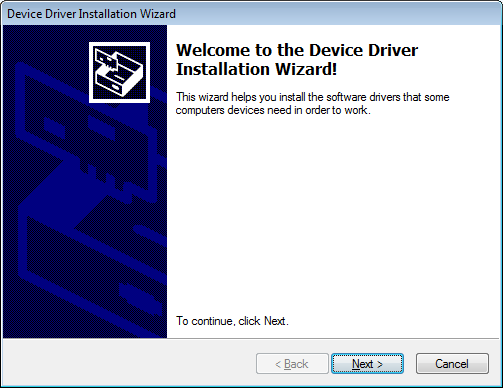 Device Driver Installation Wizard
Welcome to the Device Driver
Installation Wizard!
This wizard helps you install the software drivers that some
computers devices need in order to work.
To continue, click Next.
< Back
Next >
Cancel